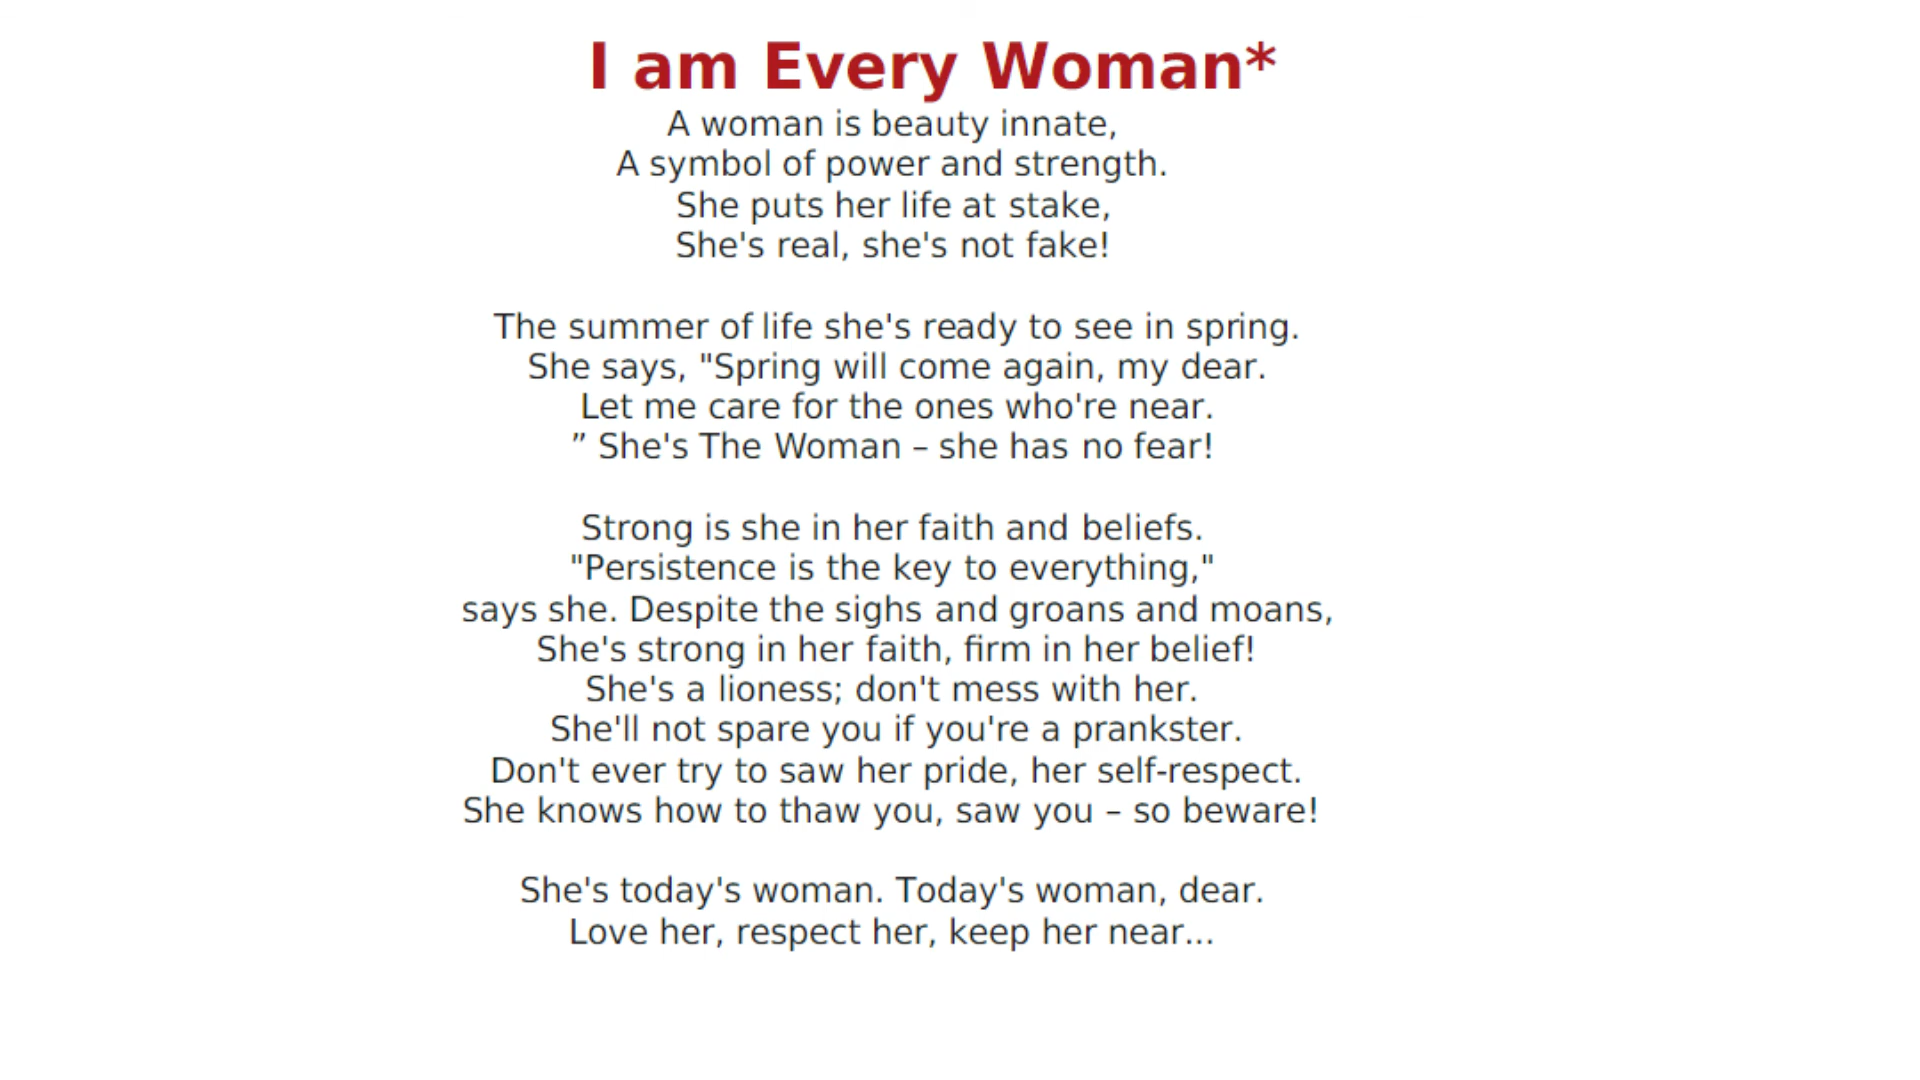 I am Every Woman*
A woman is beauty innate,
A symbol of power and strength.
She puts her life at stake,
She's real, she's not fake!
The summer of life she's ready to see in spring.
She says, "Spring will come again, my dear.
Let me care for the ones who're near.
” She's The Woman – she has no fear!
Strong is she in her faith and beliefs.
"Persistence is the key to everything,"
says she. Despite the sighs and groans and moans,
She's strong in her faith, firm in her belief!
She's a lioness; don't mess with her.
She'll not spare you if you're a prankster.
Don't ever try to saw her pride, her self-respect.
She knows how to thaw you, saw you – so beware!
She's today's woman. Today's woman, dear.
Love her, respect her, keep her near...